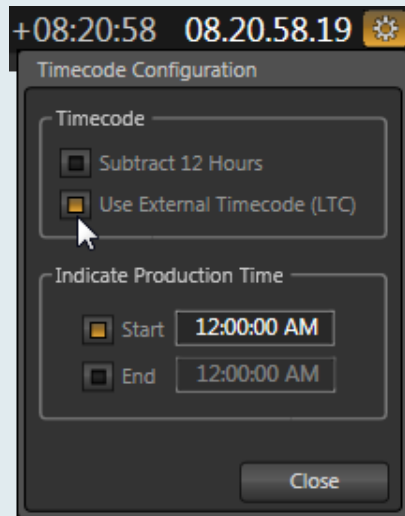 +08:20:58 08.20.58.19
Timecode Configuration
Timecode
Subtract 12 Hours
Use External Timecode (LTC)
Indicate Production Time
Start 12:00:00 AM
End 12:00:00 AM
Close